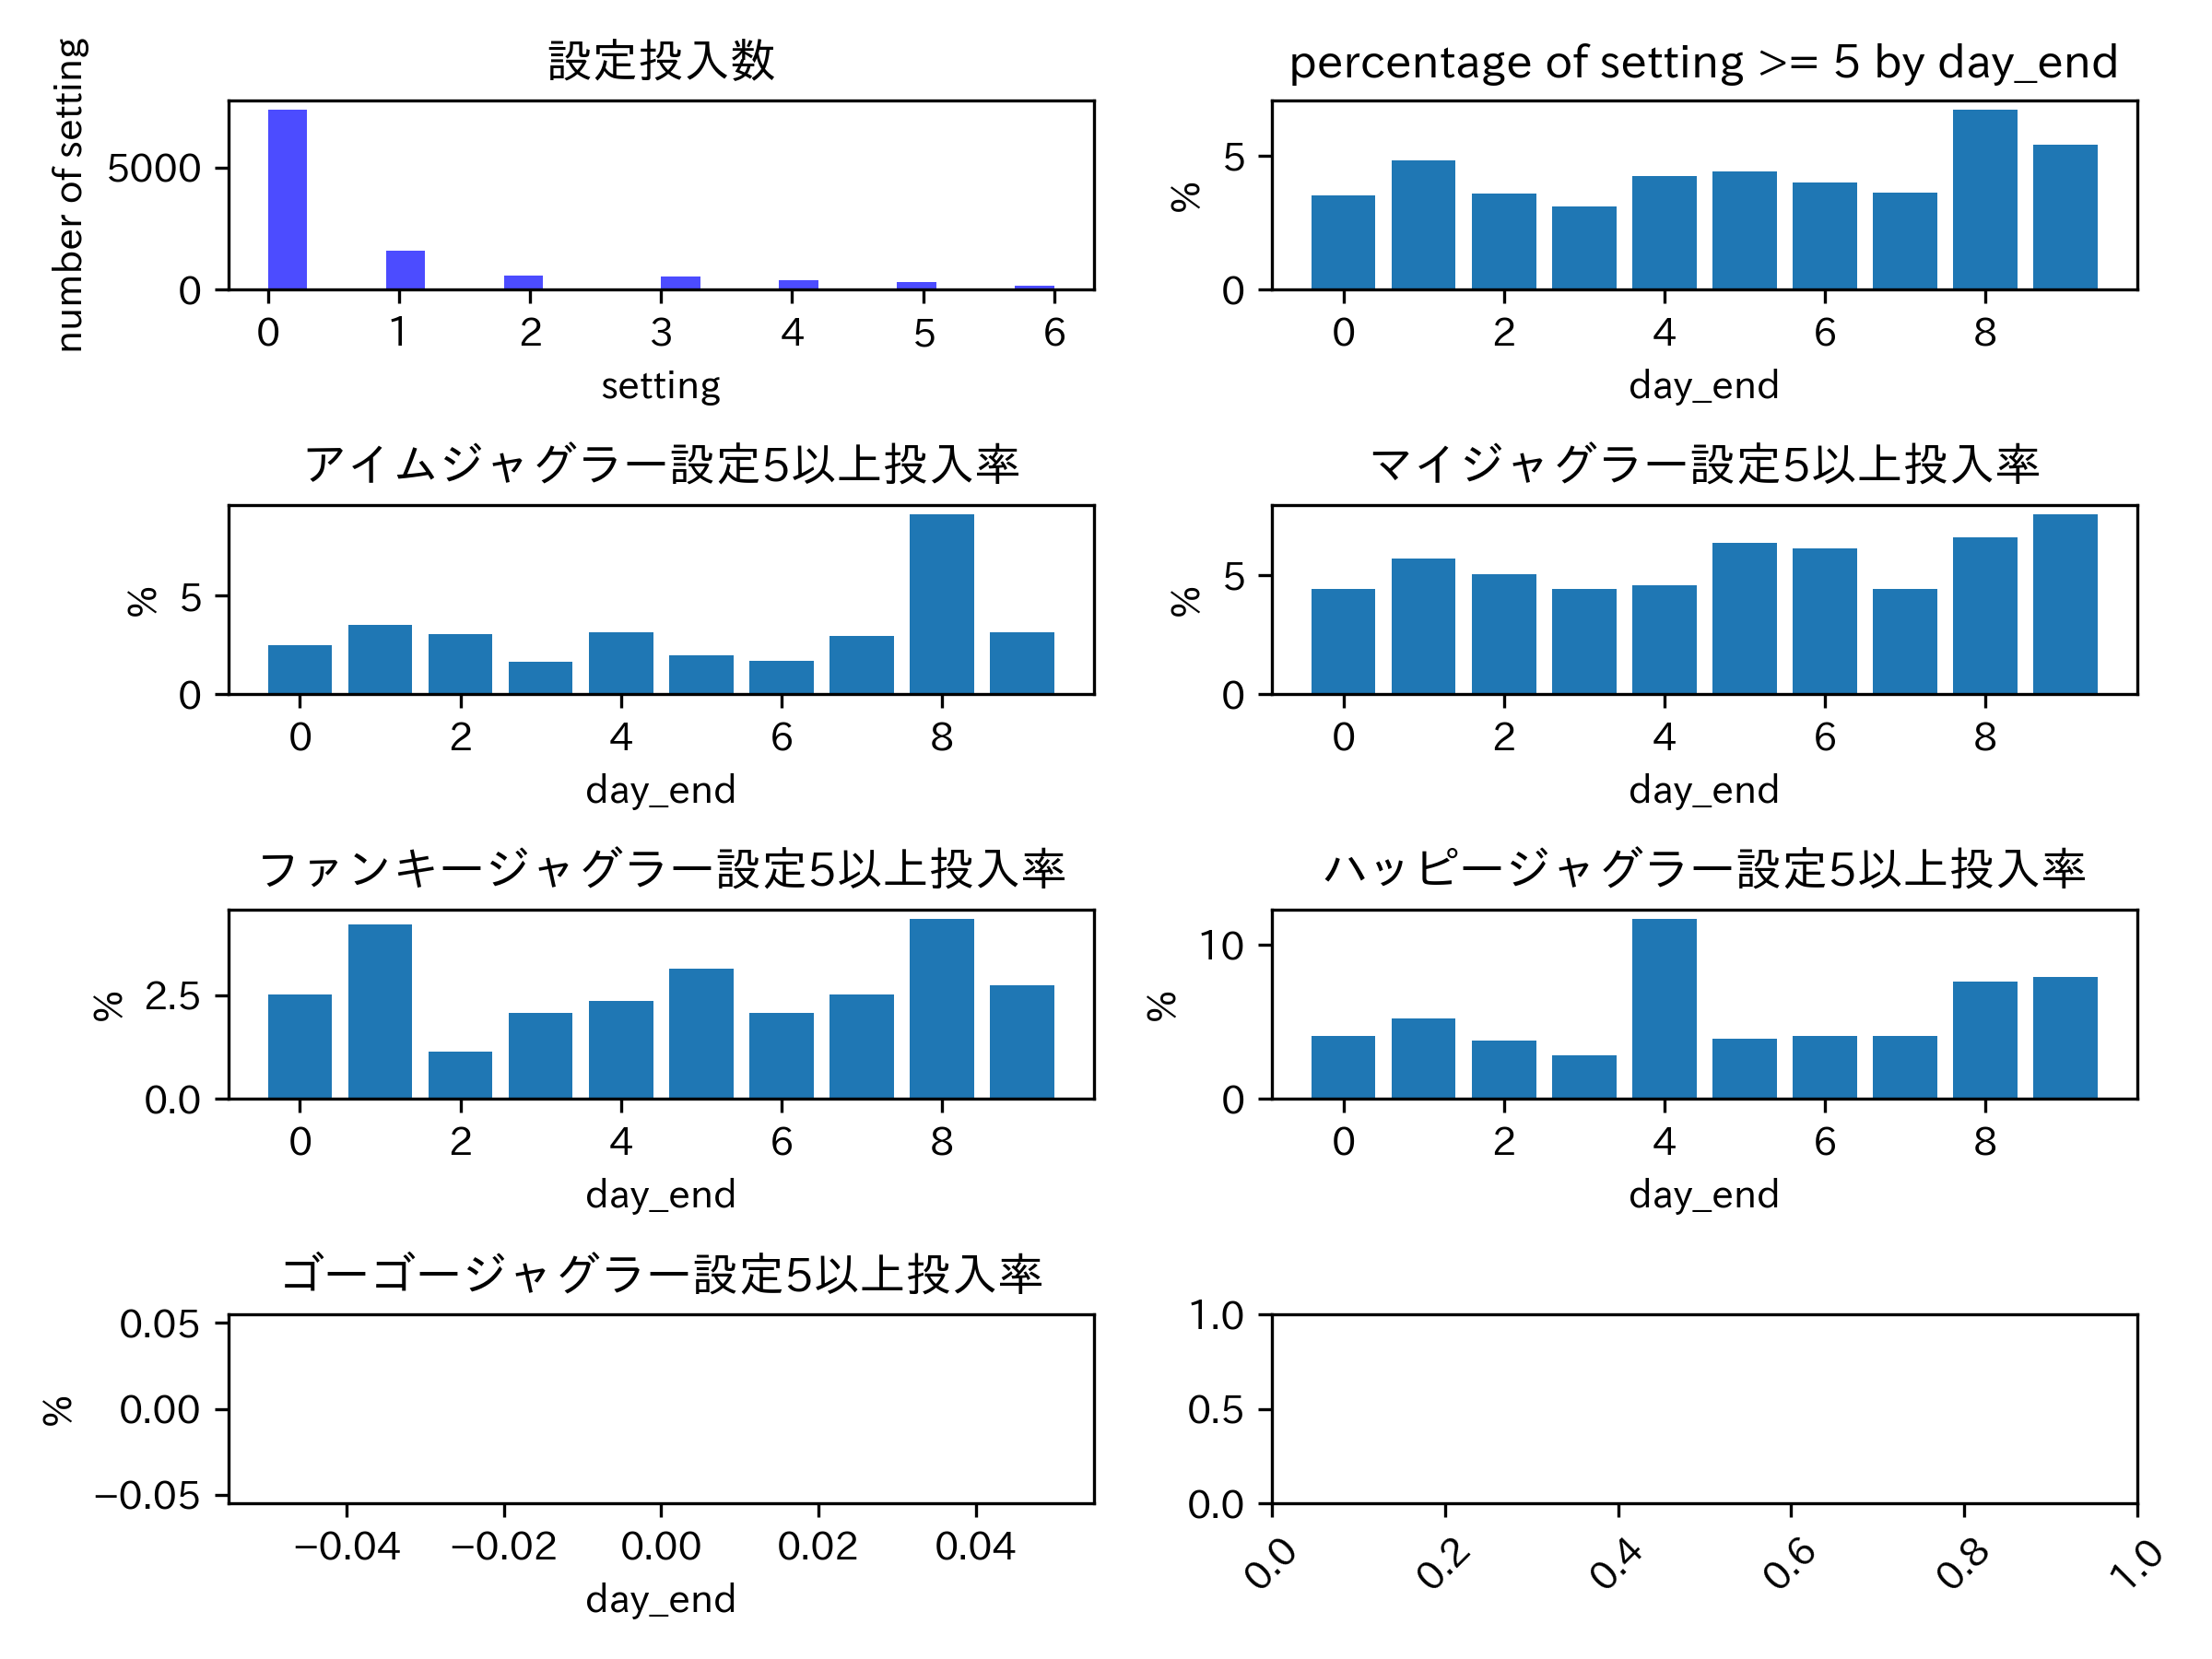 設定投入数
number of setting
5000
0
0 1 2 3 4 5 6
setting
percentage of setting >= 5 by day_end
%
5
0
0 2 4 6 8
day_end
アイムジャグラー設定5以上投入率
%
5
0
0 2 4 6 8
day_end
マイジャグラー設定5以上投入率
%
5
0
0 2 4 6 8
day_end
ファンキージャグラー設定5以上投入率
%
2.5
0.0
0 2 4 6 8
day_end
ハッピージャグラー設定5以上投入率
%
10
0
0 2 4 6 8
day_end
ゴーゴージャグラー設定5以上投入率
%
0.05
0.00
−0.05
−0.04 −0.02 0.00 0.02 0.04
day_end
1.0
0.5
0.0
0.0 0.2 0.4 0.6 0.8 1.0